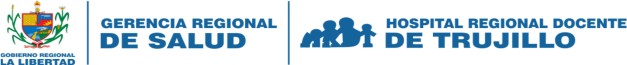 GOBIERNO REGIONAL
LA LIBERTAD
GERENCIA REGIONAL
DE SALUD
HOSPITAL REGIONAL DOCENTE
DE TRUJILLO